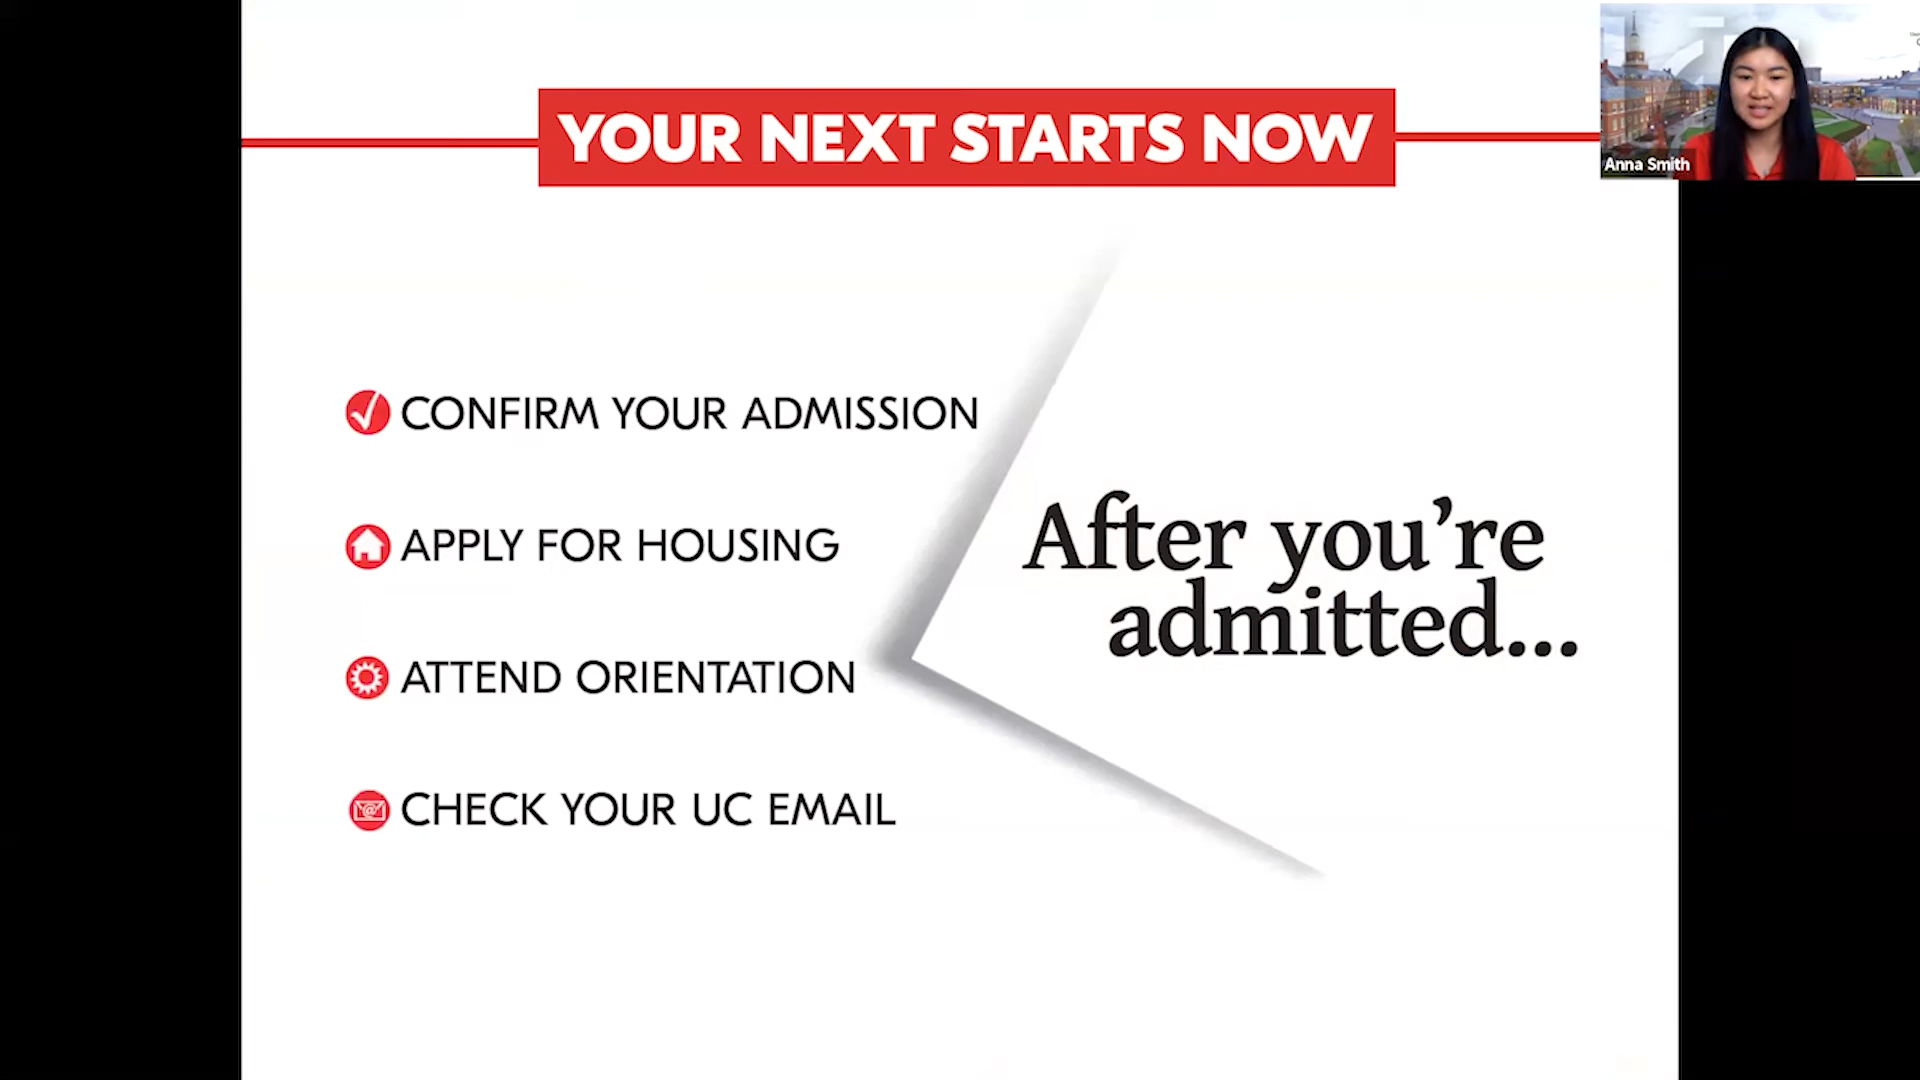 YOUR NEXT STARTS NOW
Anna Smith
CONFIRM YOUR ADMISSION
APPLY FOR HOUSING
ATTEND ORIENTATION
CHECK YOUR UC EMAIL
After you’re
admitted...